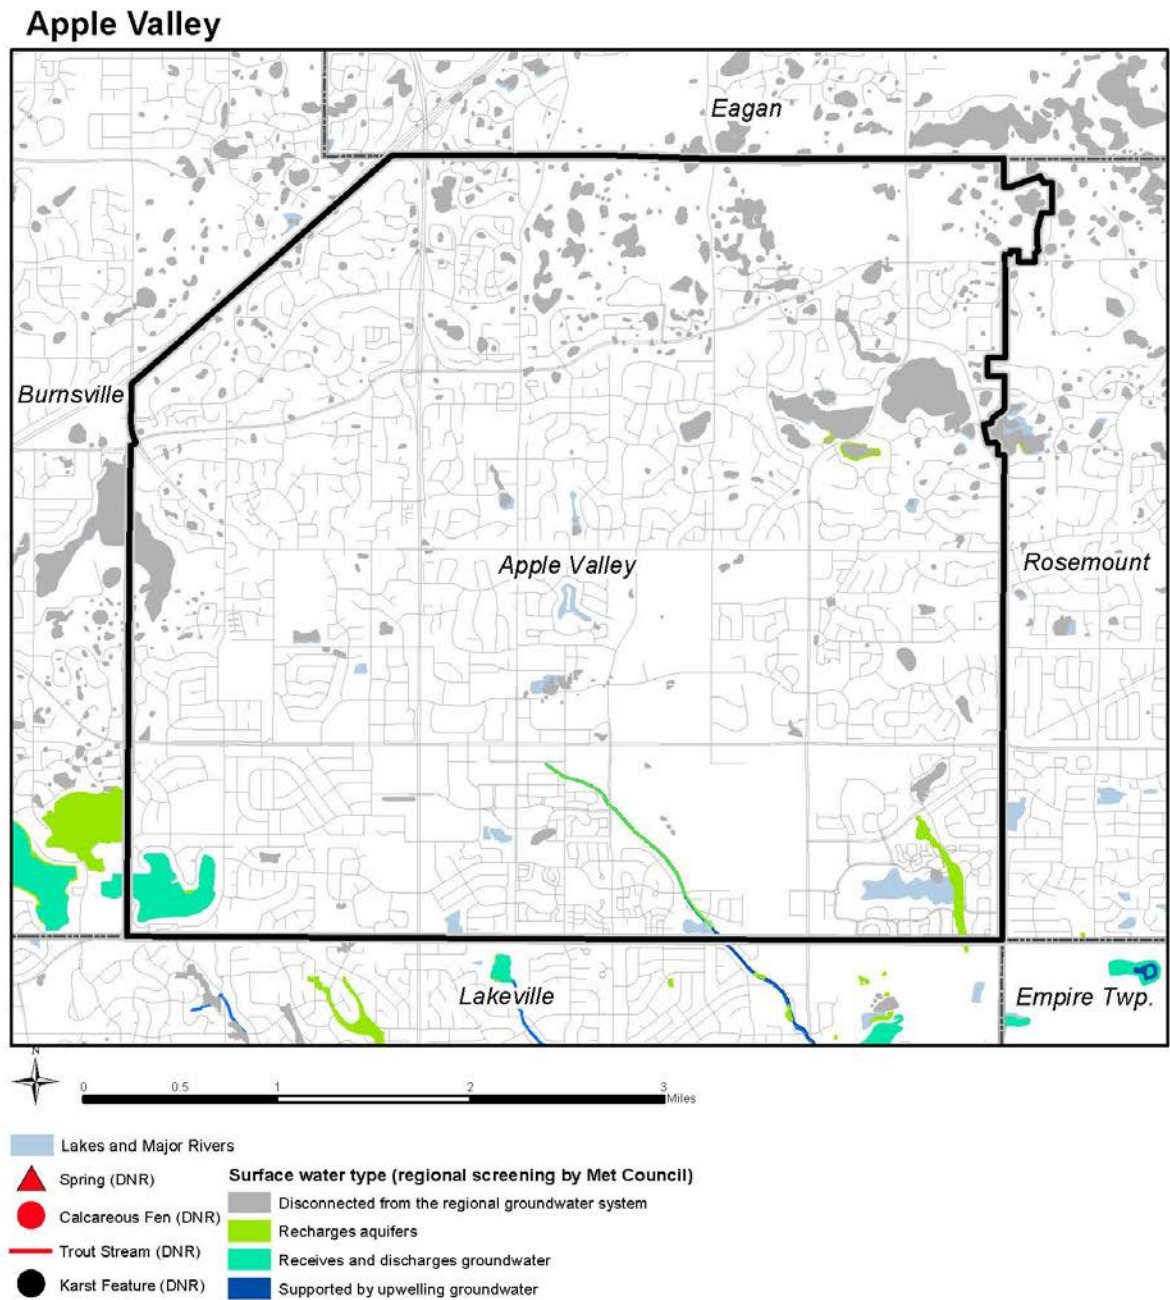 Apple Valley
Eagan
Burnsville
Apple Valley
Rosemount
Lakeville
Empire Twp.
N
0 0.5 1 2 3
Miles
Lakes and Major Rivers
Spring (DNR)
Calcareous Fen (DNR)
Trout Stream (DNR)
Karst Feature (DNR)
Surface water type (regional screening by Met Council)
Disconnected from the regional groundwater system
Recharges aquifers
Receives and discharges groundwater
Supported by upwelling groundwater